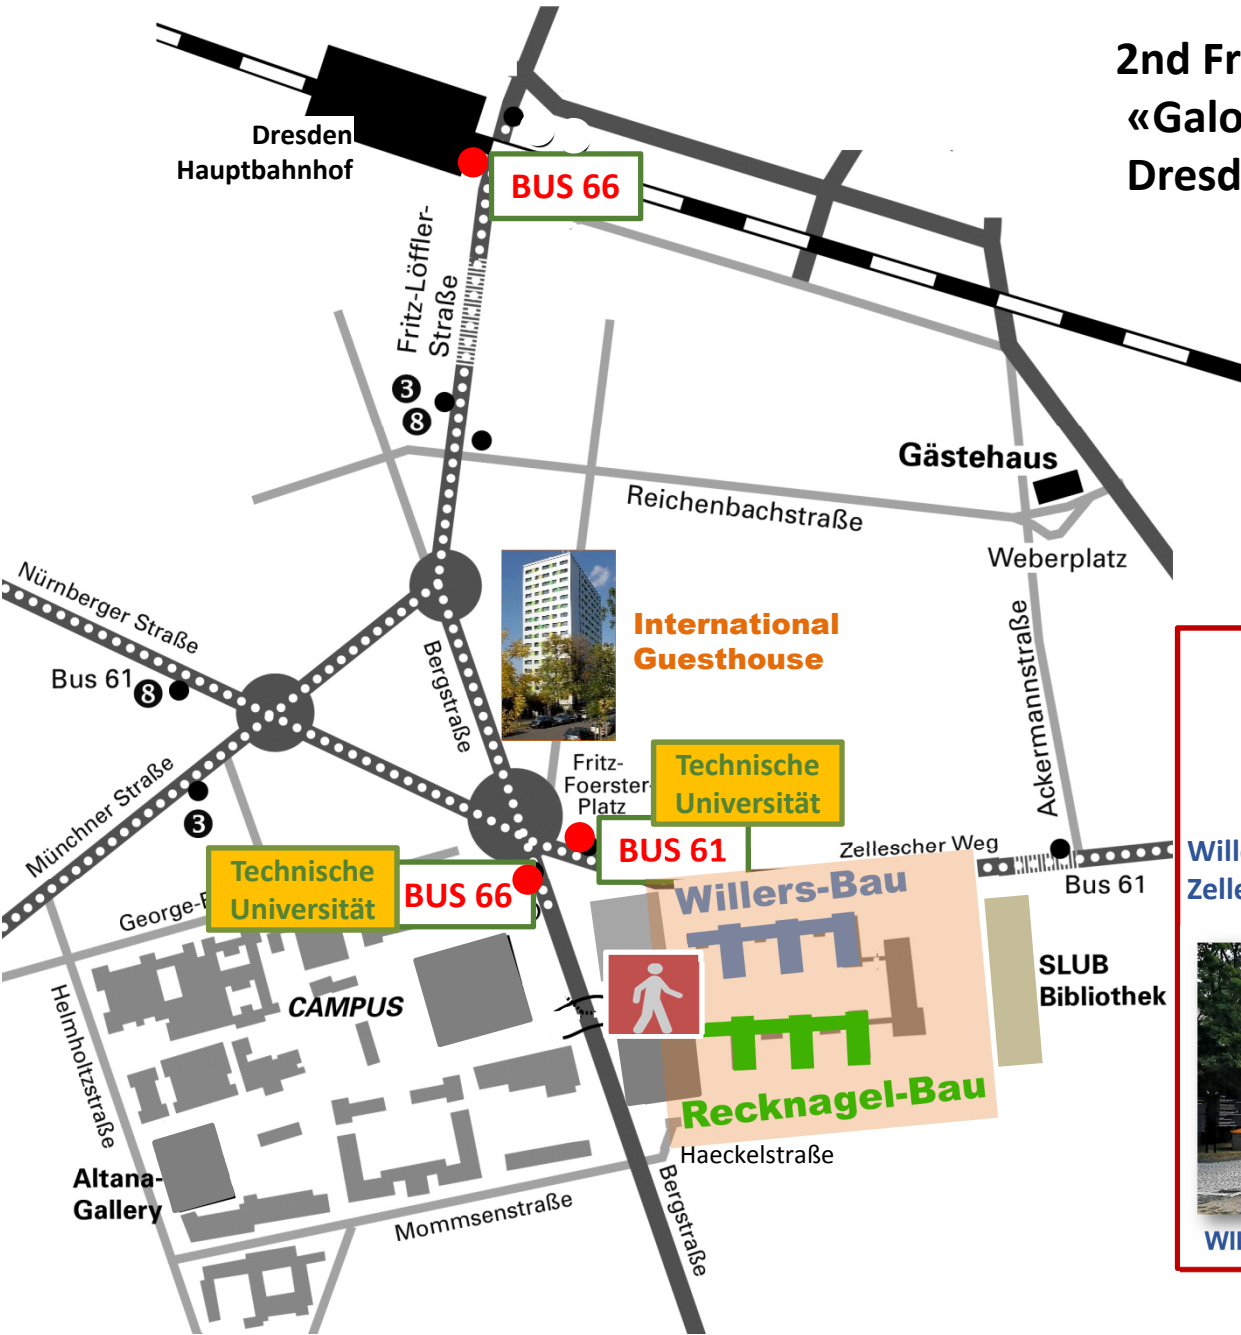 2nd Fr
«Galo
Dresd
Dresden
Hauptbahnhof
BUS 66
Fritz-Löffler-
Straße
3
8
Gästehaus
Reichenbachstraße
Weberplatz
Nürnberger Straße
Bus 61 8
International
Guesthouse
Bergstraße
Ackermannstraße
Münchner Straße
3
Fritz-
Foerster-
Platz
Technische
Universität
BUS 61
Zellescher Weg
Bus 61
Technische
Universität
BUS 66
George-
Willers-Bau
Wille
Zelle
CAMPUS
SLUB
Bibliothek
Helmholtzstraße
Recknagel-Bau
Haeckelstraße
Altana-
Gallery
Mommsenstraße
Bergstraße
WIl